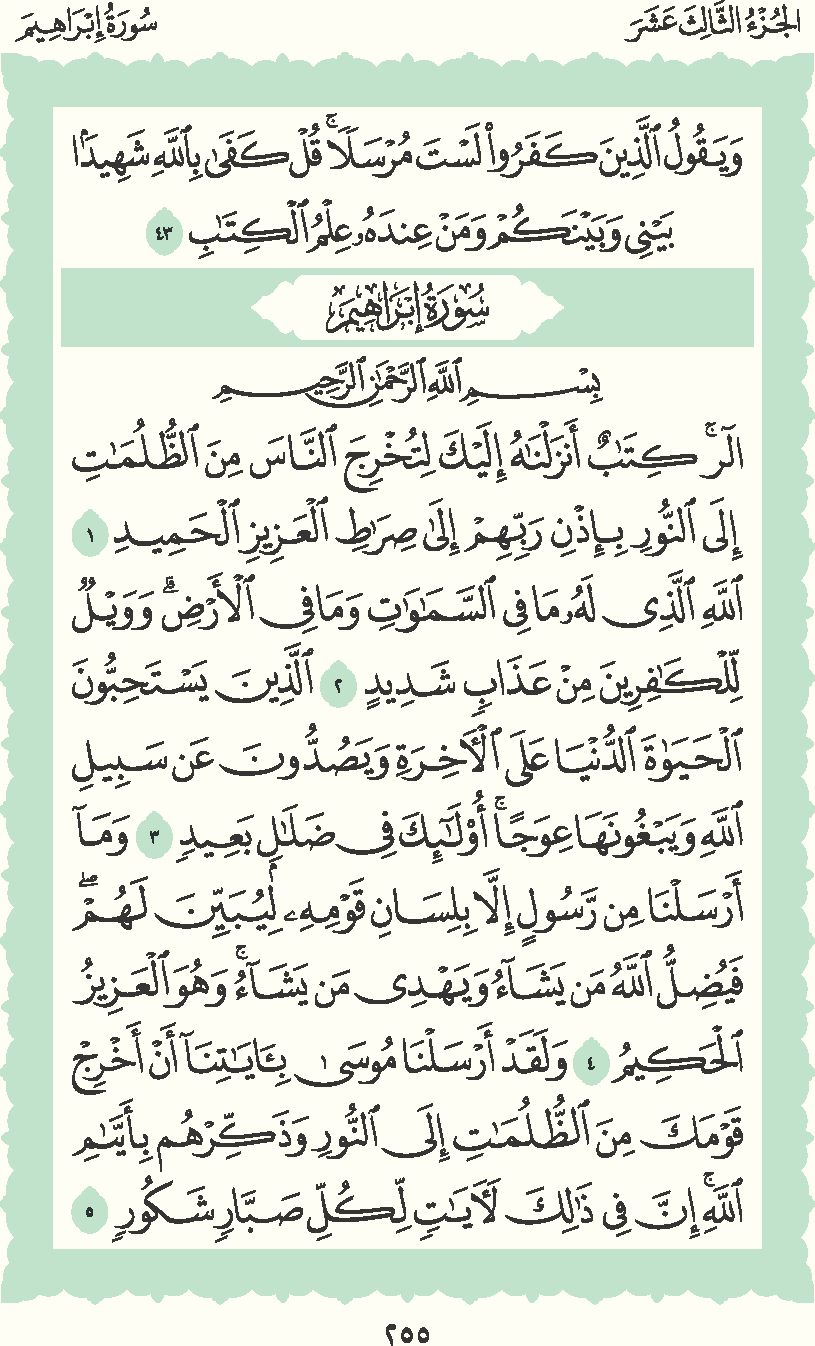 الجُزْءُ الثَّالِثَ عَشَرَ
سُورَةُ إِبْرَاهِيمَ
وَيَقُولُ ٱلَّذِينَ كَفَرُوا۟ لَسْتَ مُرْسَلًا ۚ قُلْ كَفَىٰ بِٱللَّهِ شَهِيدًۢا
بَيْنِى وَبَيْنَكُمْ وَمَنْ عِندَهُۥ عِلْمُ ٱلْكِتَٰبِ ٤٣
سُورَةُ إِبْرَاهِيمَ
بِسْمِ ٱللَّهِ ٱلرَّحْمَٰنِ ٱلرَّحِيمِ
الٓر ۚ كِتَٰبٌ أَنزَلْنَٰهُ إِلَيْكَ لِتُخْرِجَ ٱلنَّاسَ مِنَ ٱلظُّلُمَٰتِ
إِلَى ٱلنُّورِ بِإِذْنِ رَبِّهِمْ إِلَىٰ صِرَٰطِ ٱلْعَزِيزِ ٱلْحَمِيدِ ١
ٱللَّهِ ٱلَّذِى لَهُۥ مَا فِى ٱلسَّمَٰوَٰتِ وَمَا فِى ٱلْأَرْضِ ۗ وَوَيْلٌ
لِّلْكَٰفِرِينَ مِنْ عَذَابٍ شَدِيدٍ ٢ ٱلَّذِينَ يَسْتَحِبُّونَ
ٱلْحَيَوٰةَ ٱلدُّنْيَا عَلَى ٱلْءَاخِرَةِ وَيَصُدُّونَ عَن سَبِيلِ
ٱللَّهِ وَيَبْغُونَهَا عِوَجًا ۚ أُو۟لَٰٓئِكَ فِى ضَلَٰلٍۭ بَعِيدٍ ٣ وَمَآ
أَرْسَلْنَا مِن رَّسُولٍ إِلَّا بِلِسَانِ قَوْمِهِۦ لِيُبَيِّنَ لَهُمْ ۖ
فَيُضِلُّ ٱللَّهُ مَن يَشَآءُ وَيَهْدِى مَن يَشَآءُ ۚ وَهُوَ ٱلْعَزِيزُ
ٱلْحَكِيمُ ٤ وَلَقَدْ أَرْسَلْنَا مُوسَىٰ بِـَٔايَٰتِنَآ أَنْ أَخْرِجْ
قَوْمَكَ مِنَ ٱلظُّلُمَٰتِ إِلَى ٱلنُّورِ وَذَكِّرْهُم بِأَيَّىٰمِ
ٱللَّهِ ۚ إِنَّ فِى ذَٰلِكَ لَءَايَٰتٍ لِّكُلِّ صَبَّارٍ شَكُورٍ ٥
٢٥٥